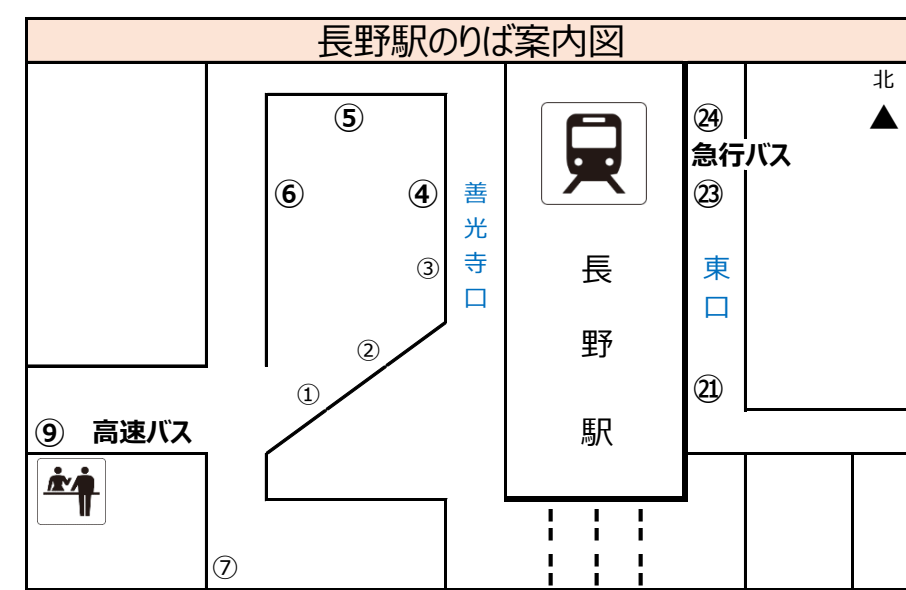 長野駅のりば案内図
北
⑤
㉔
急行バス
⑥
④
㉓
善光寺口
③
長野駅
東口
②
①
㉑
⑨ 高速バス
⑦